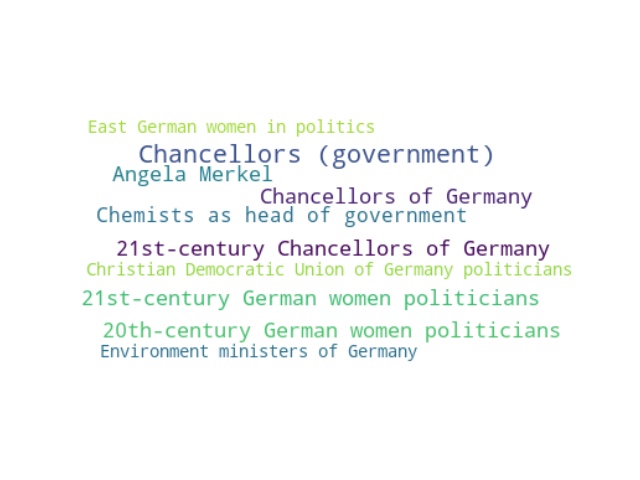 East German women in politics
Chancellors (government)
Angela Merkel
Chancellors of Germany
Chemists as head of government
21st-century Chancellors of Germany
Christian Democratic Union of Germany politicians
21st-century German women politicians
20th-century German women politicians
Environment ministers of Germany